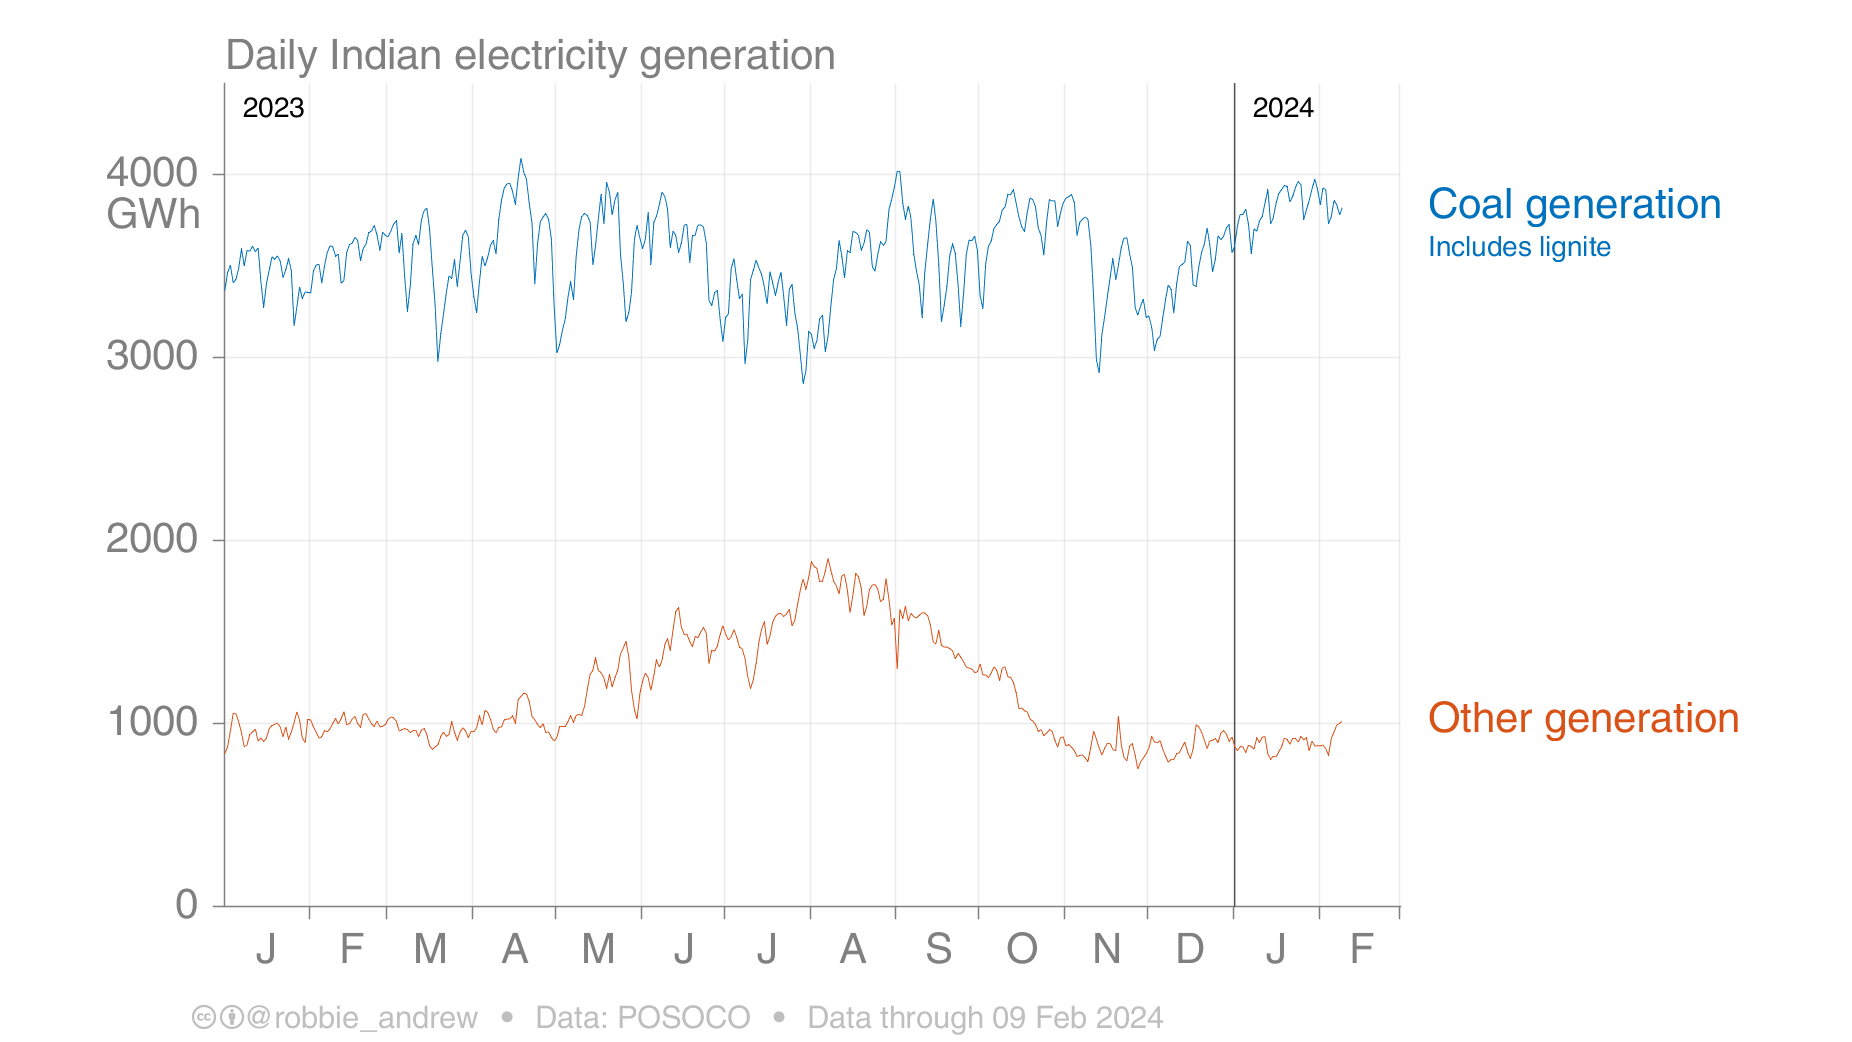 Daily Indian electricity generation
2023
2024
4000
GWh
3000
2000
1000
0
Coal generation
Includes lignite
Other generation
J F M A M J J A S O N D J F
cc @robbie_andrew • Data: POSOCO • Data through 09 Feb 2024